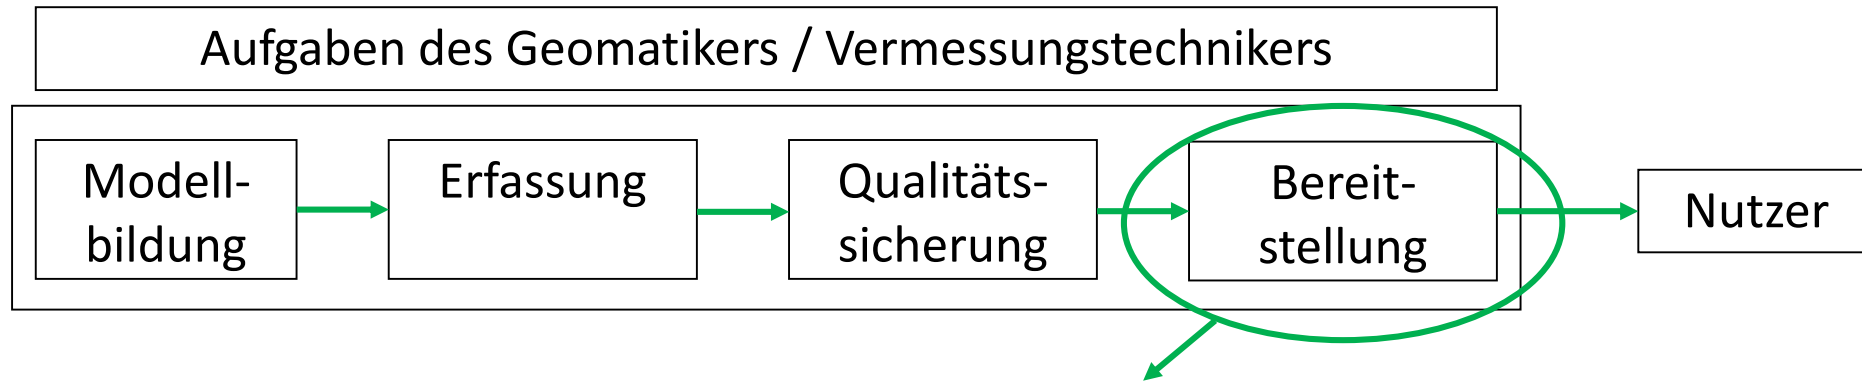 Aufgaben des Geomatikers / Vermessungstechnikers
Modell-
bildung
Erfassung
Qualitäts-
sicherung
Bereit-
stellung
Nutzer